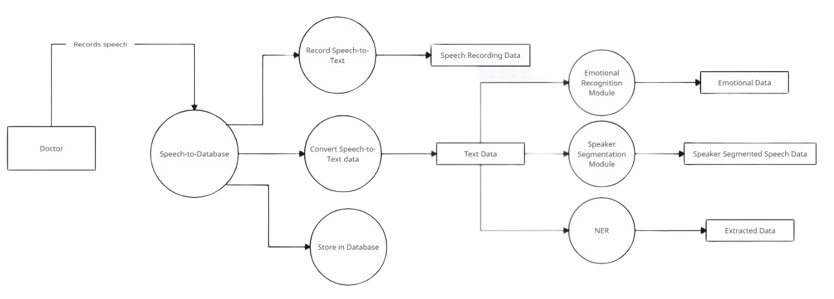 Records speech
Doctor
Speech-to-Database
Record Speech-to-
Text
Speech Recording Data
Convert Speech-to-
Text data
Text Data
Store in Database
Emotional
Recognition
Module
Emotional Data
Speaker
Segmentation
Module
Speaker Segmented Speech Data
NER
Extracted Data